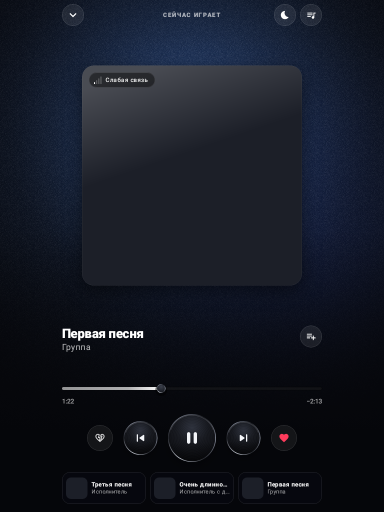 СЕЙЧАС ИГРАЕТ
Слабая связь
Первая песня
Группа
1:22
−2:13
Третья песня
Исполнитель
Очень длинно…
Исполнитель с д…
Первая песня
Группа